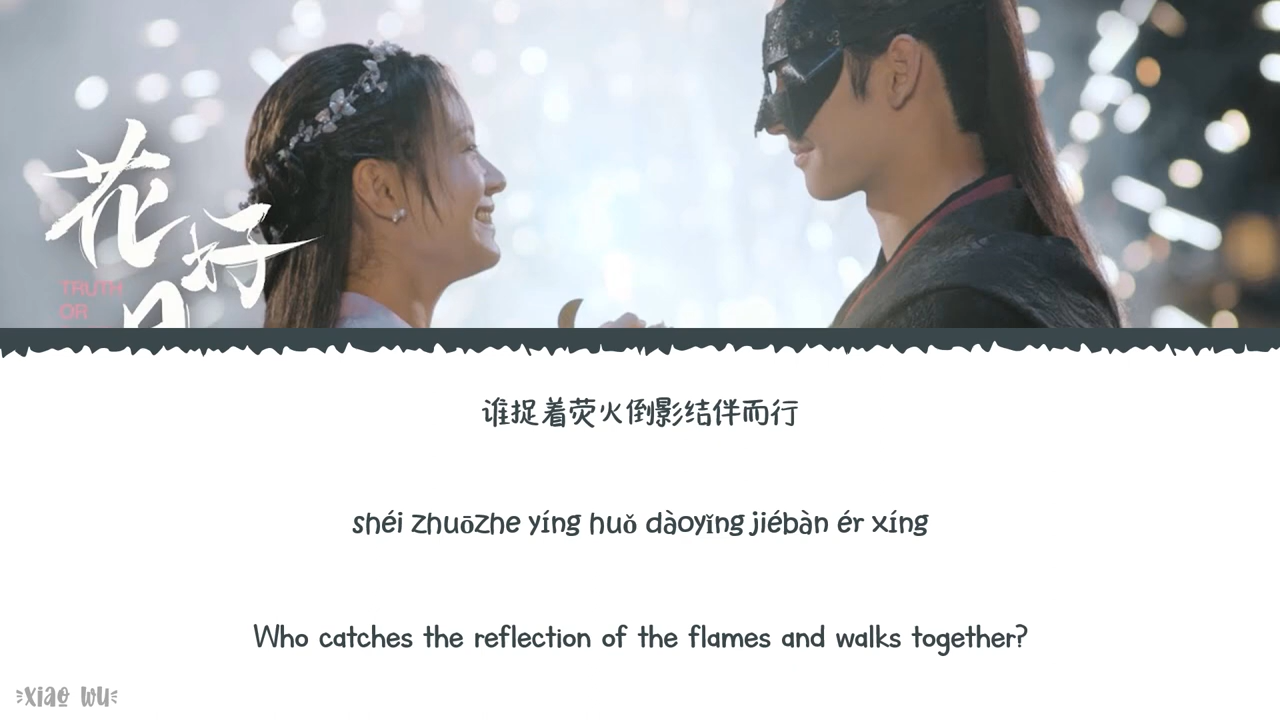 花好
TRUTH
OR
谁捉着荧火倒影结伴而行
shéi zhuōzhe yíng huǒ dàoyǐng jiébàn ér xíng
Who catches the reflection of the flames and walks together?
xiao wu